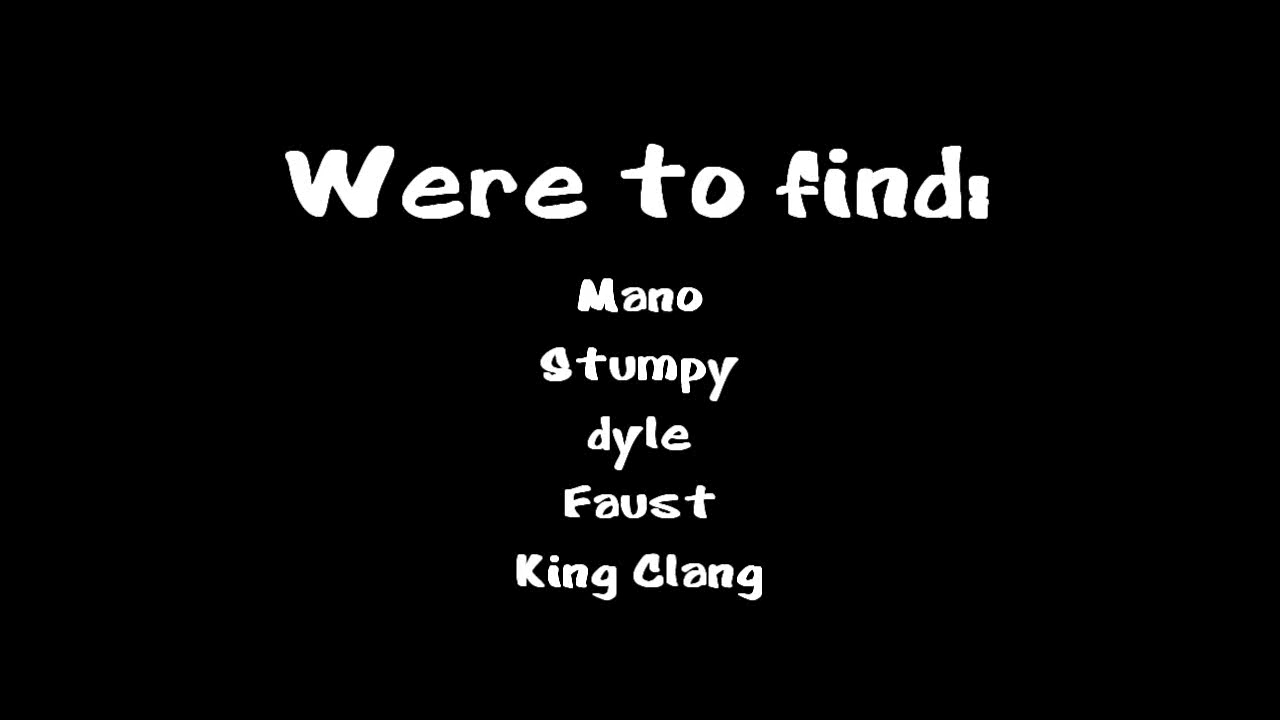 Were to find:
Mano
Stumpy
dyle
Faust
King Clang